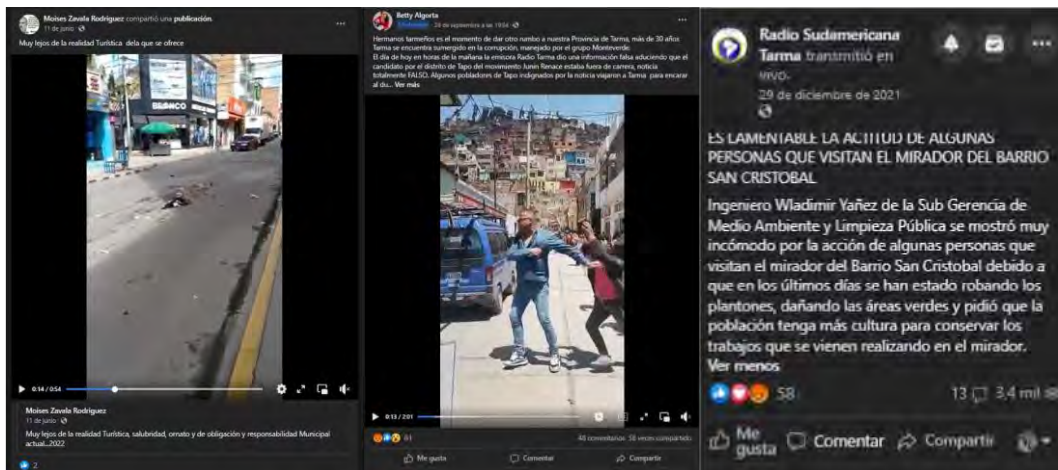 Moises Zavala Rodriguez compartió una publicación.
11 de junio
Muy lejos de la realidad Turística dela que se ofrece
BRONCO
0:14 / 0:54
Moises Zavala Rodriguez
11 de junio
Muy lejos de la realidad Turística, salubridad, ornato y de obligación y responsabilidad Municipal
actual...2022
2
Betty Algorta
de septiembre a las 19:04
Hermanos tarmeños es el momento de dar otro rumbo a nuestra Provincia de Tarma, más de 30 años
Tarma se encuentra sumergido en la corrupción, manejado por el grupo Monteverde.
El día de hoy en horas de la mañana la emisora Radio Tarma dio una información falsa aduciendo que el
candidato por el distrito de Tapo del movimiento Junín Renace estaba fuera de carrera, noticia
totalmente FALSO. Algunos pobladores de Tapo indignados por la noticia viajaron a Tarma para encarar
al du... Ver más
0:13 / 2:01
61
48 comentarios 58 veces compartido
Me gusta
Comentar
Compartir
Radio Sudamericana
Tarma transmitió en
vivo.
29 de diciembre de 2021
ES LAMENTABLE LA ACTITUD DE ALGUNAS
PERSONAS QUE VISITAN EL MIRADOR DEL BARRIO
SAN CRISTOBAL
Ingeniero Wladimir Yañez de la Sub Gerencia de
Medio Ambiente y Limpieza Pública se mostró muy
incómodo por la acción de algunas personas que
visitan el mirador del Barrio San Cristobal debido a
que en los últimos días se han estado robando los
plantones, dañando las áreas verdes y pidió que la
población tenga más cultura para conservar los
trabajos que se vienen realizando en el mirador.
Ver menos
58
13
3,4 mil
Me
gusta
Comentar
Compartir